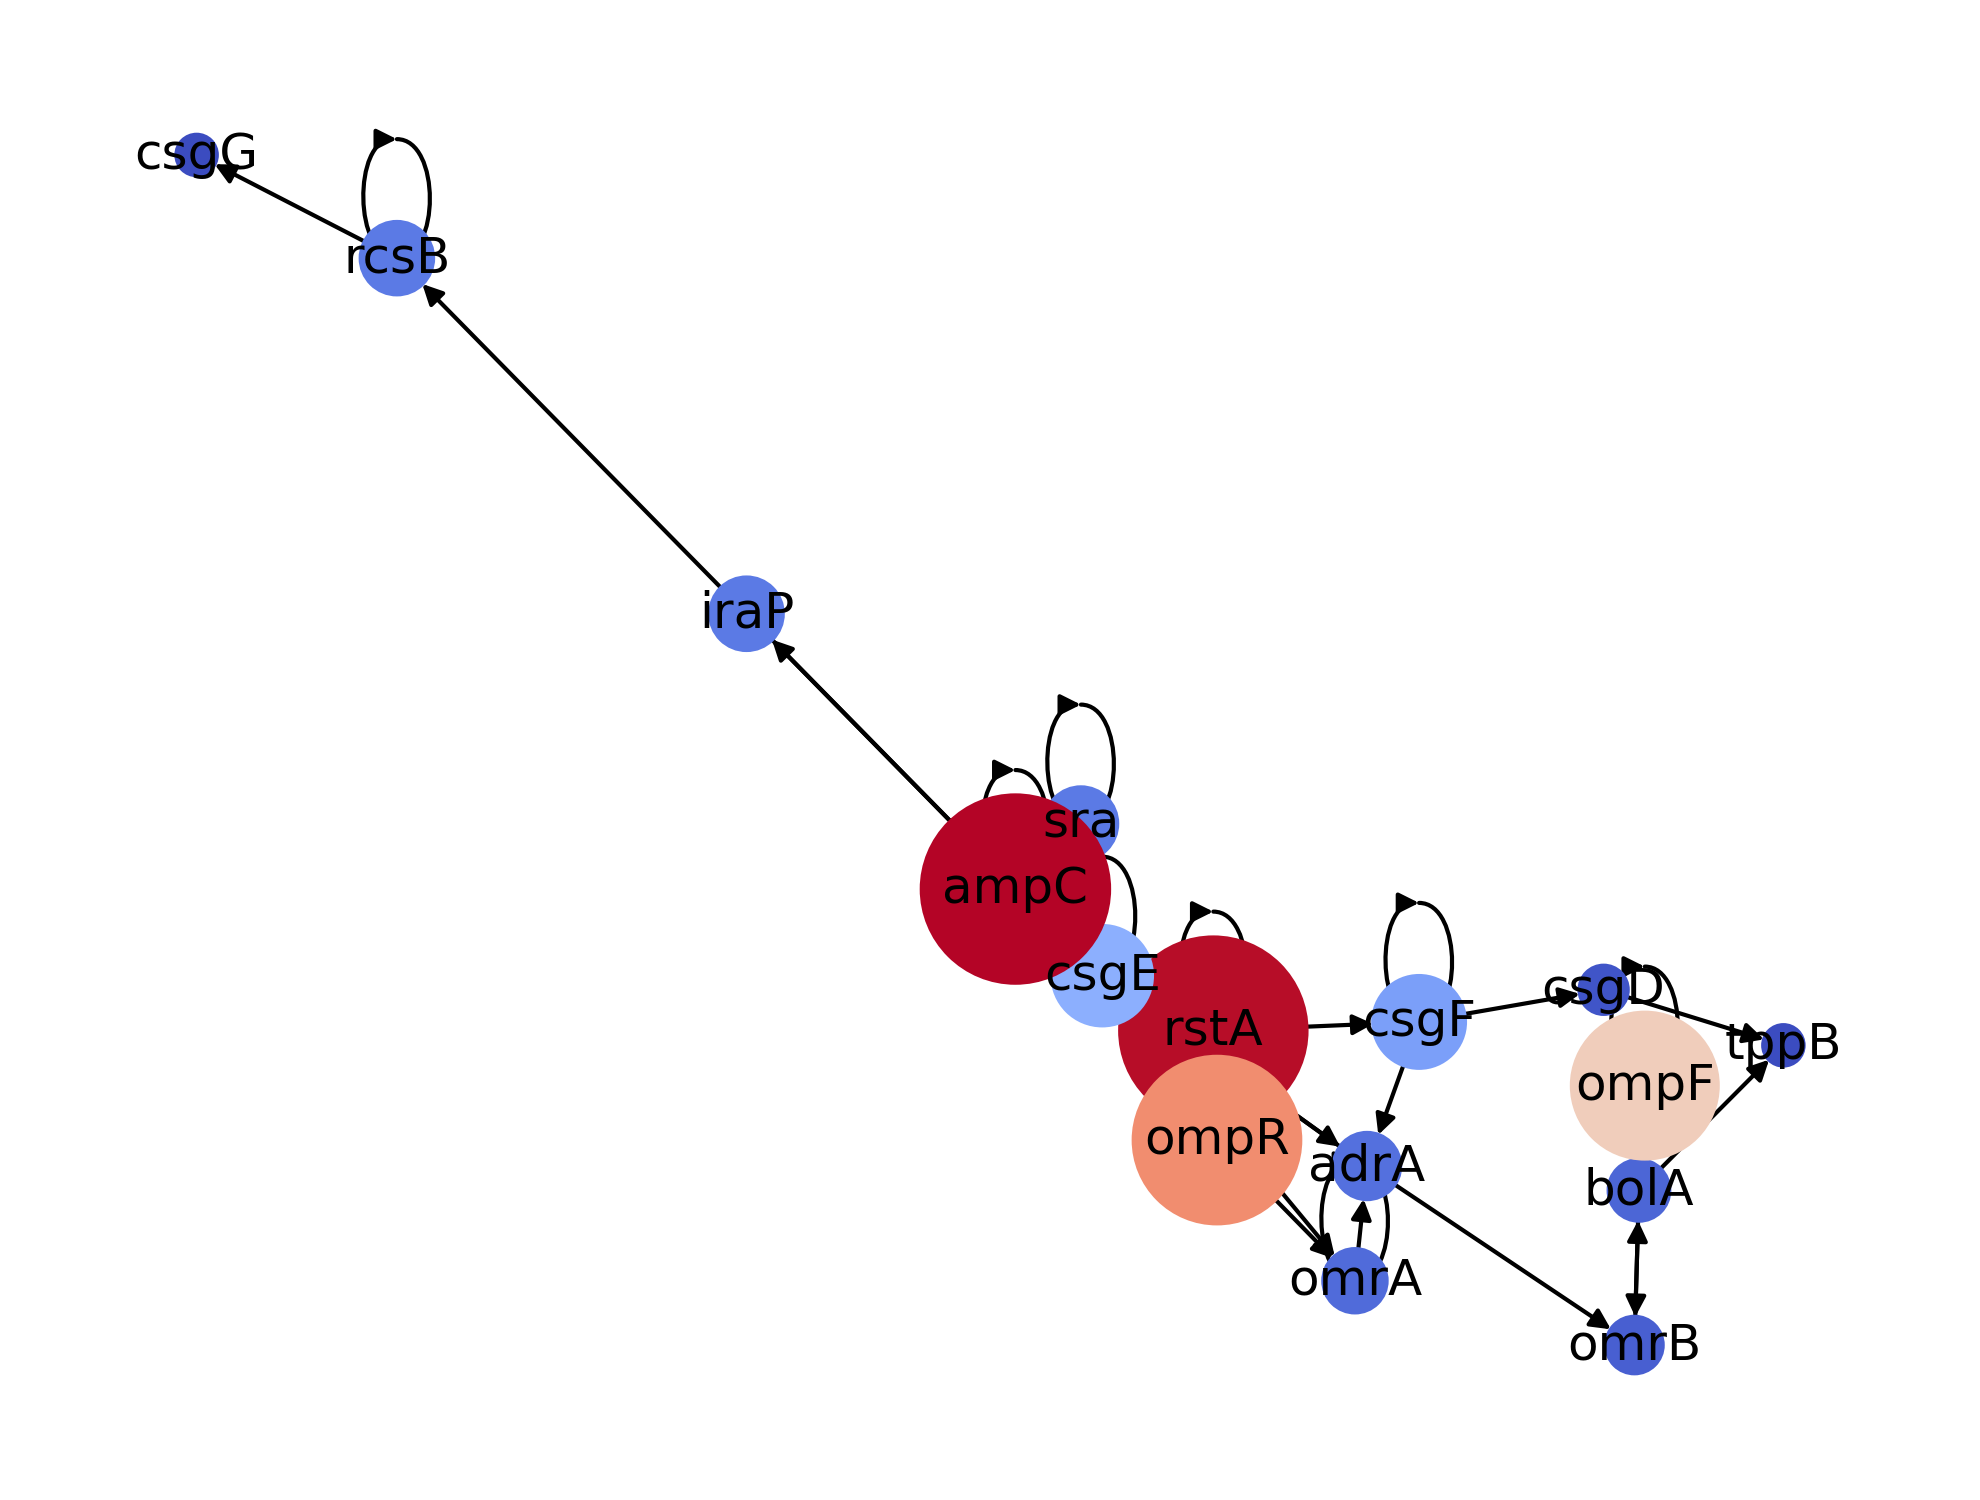 csgG
rcsB
iraP
sra
ampC
csgE
rstA
csgF
csgD
tppB
ompF
ompR
adrA
bolA
omrA
omrB